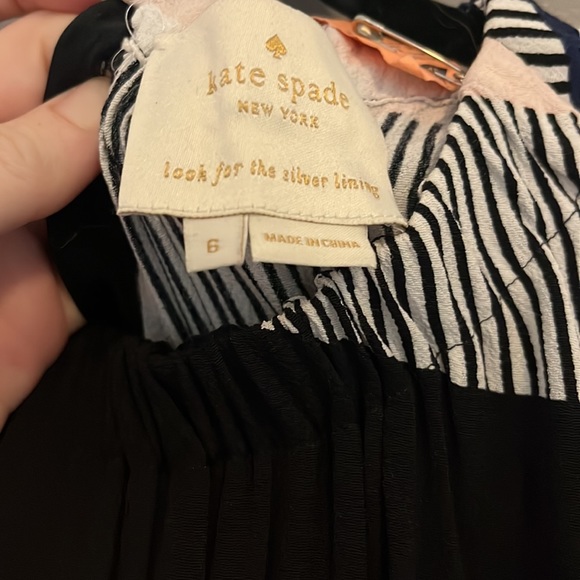 kate spade
NEW YORK
look for the silver lining
6
MADE IN CHINA